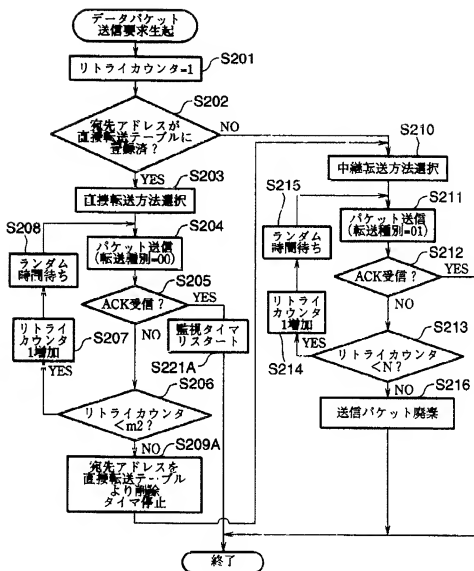 データパケット
送信要求生起
S201
リトライカウンタ=1
S202
宛先アドレスが
直接転送テーブルに
登録済?
NO
YES
S203
直接転送方法選択
S204
パケット送信
(転送種別=00)
S205
ACK受信?
YES
NO
S208
ランダム
時間待ち
リトライ
カウンタ
1増加
S207
YES
監視タイマ
リスタート
S221A
S206
リトライカウンタ
<m2?
NO
S209A
宛先アドレスを
直接転送テーブル
より削除
タイマ停止
S210
中継転送方法選択
S215
S211
パケット送信
(転送種別=01)
S212
ACK受信?
YES
NO
ランダム
時間待ち
リトライ
カウンタ
1増加
S214
YES
S213
リトライカウンタ
<N?
NO
S216
送信パケット廃棄
終了